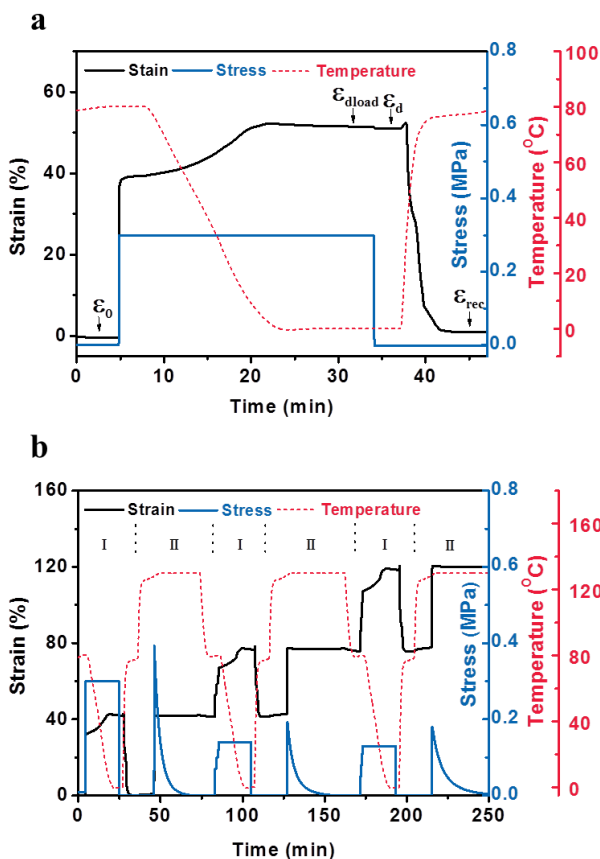 a
Stain Stress Temperature
εdload εd
ε0
εrec
60
40
20
0
Strain (%)
0.8
0.6
0.4
0.2
0.0
Stress (MPa)
100
80
60
40
20
0
Temperature (°C)
0 10 20 30 40
Time (min)
b
Strain Stress Temperature
I II I II I II
160
120
80
40
0
Strain (%)
0.8
0.6
0.4
0.2
0.0
Stress (MPa)
160
120
80
40
0
Temperature (°C)
0 50 100 150 200 250
Time (min)